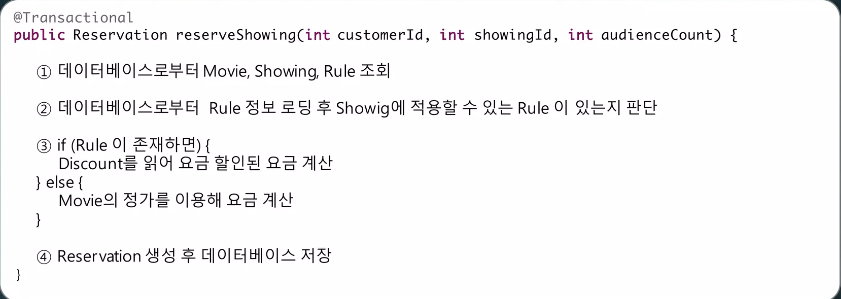 @Transactional
public Reservation reserveShowing(int customerId, int showingId, int audienceCount) {
① 데이터베이스로부터 Movie, Showing, Rule 조회
② 데이터베이스로부터 Rule 정보 로딩 후 Showig에 적용할 수 있는 Rule 이 있는지 판단
③ if (Rule 이 존재하면) {
Discount를 읽어 요금 할인된 요금 계산
} else {
Movie의 정가를 이용해 요금 계산
}
④ Reservation 생성 후 데이터베이스 저장
}